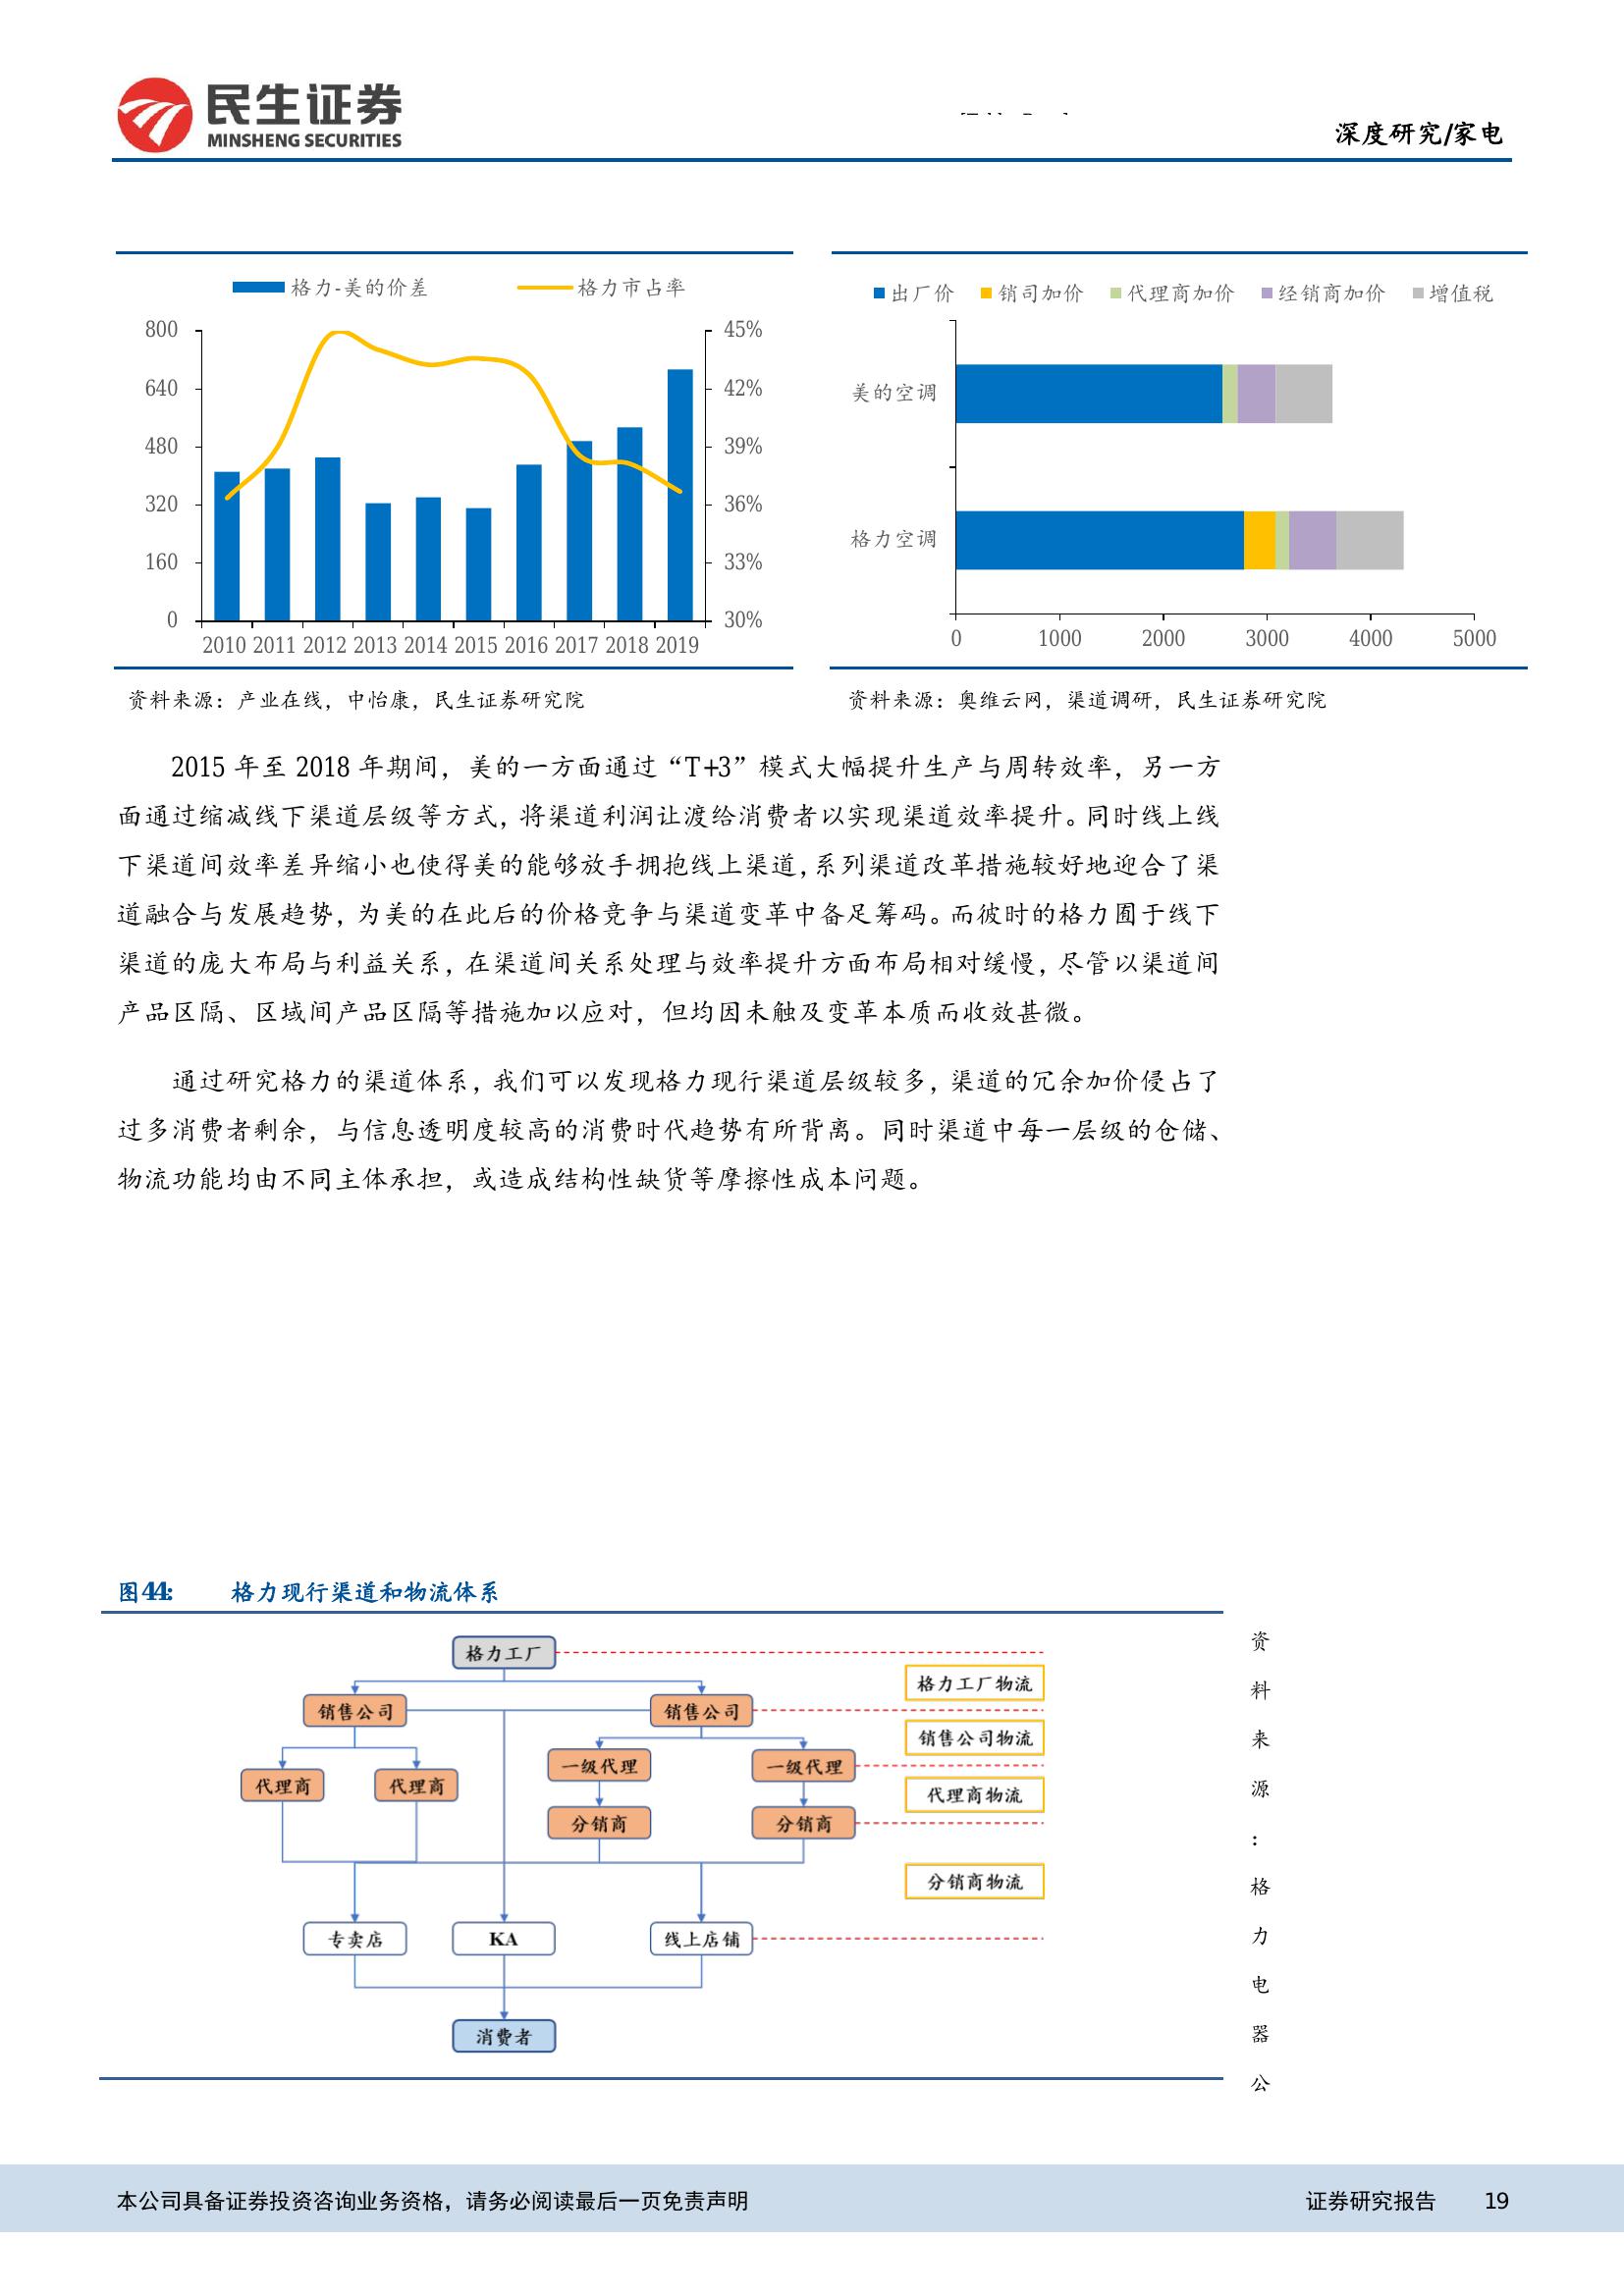 民生证券
MINSHENG SECURITIES
深度研究/家电
格力-美的价差 格力市占率
800 45%
640 42%
480 39%
320 36%
160 33%
0 30%
2010 2011 2012 2013 2014 2015 2016 2017 2018 2019
出厂价 销司加价 代理商加价 经销商加价 增值税
美的空调
格力空调
0 1000 2000 3000 4000 5000
资料来源：产业在线，中怡康，民生证券研究院
资料来源：奥维云网，渠道调研，民生证券研究院
2015 年至 2018 年期间，美的一方面通过“T+3”模式大幅提升生产与周转效率，另一方
面通过缩减线下渠道层级等方式，将渠道利润让渡给消费者以实现渠道效率提升。同时线上线
下渠道间效率差异缩小也使得美的能够放手拥抱线上渠道，系列渠道改革措施较好地迎合了渠
道融合与发展趋势，为美的在此后的价格竞争与渠道变革中备足筹码。而彼时的格力囿于线下
渠道的庞大布局与利益关系，在渠道间关系处理与效率提升方面布局相对缓慢，尽管以渠道间
产品区隔、区域间产品区隔等措施加以应对，但均因未触及变革本质而收效甚微。
通过研究格力的渠道体系，我们可以发现格力现行渠道层级较多，渠道的冗余加价侵占了
过多消费者剩余，与信息透明度较高的消费时代趋势有所背离。同时渠道中每一层级的仓储、
物流功能均由不同主体承担，或造成结构性缺货等摩擦性成本问题。
图44: 格力现行渠道和物流体系
格力工厂
格力工厂物流
销售公司 销售公司
销售公司物流
一级代理 一级代理
代理商 代理商
代理商物流
分销商 分销商
分销商物流
专卖店 KA 线上店铺
消费者
资
料
来
源
：
格
力
电
器
公
本公司具备证券投资咨询业务资格，请务必阅读最后一页免责声明 证券研究报告 19